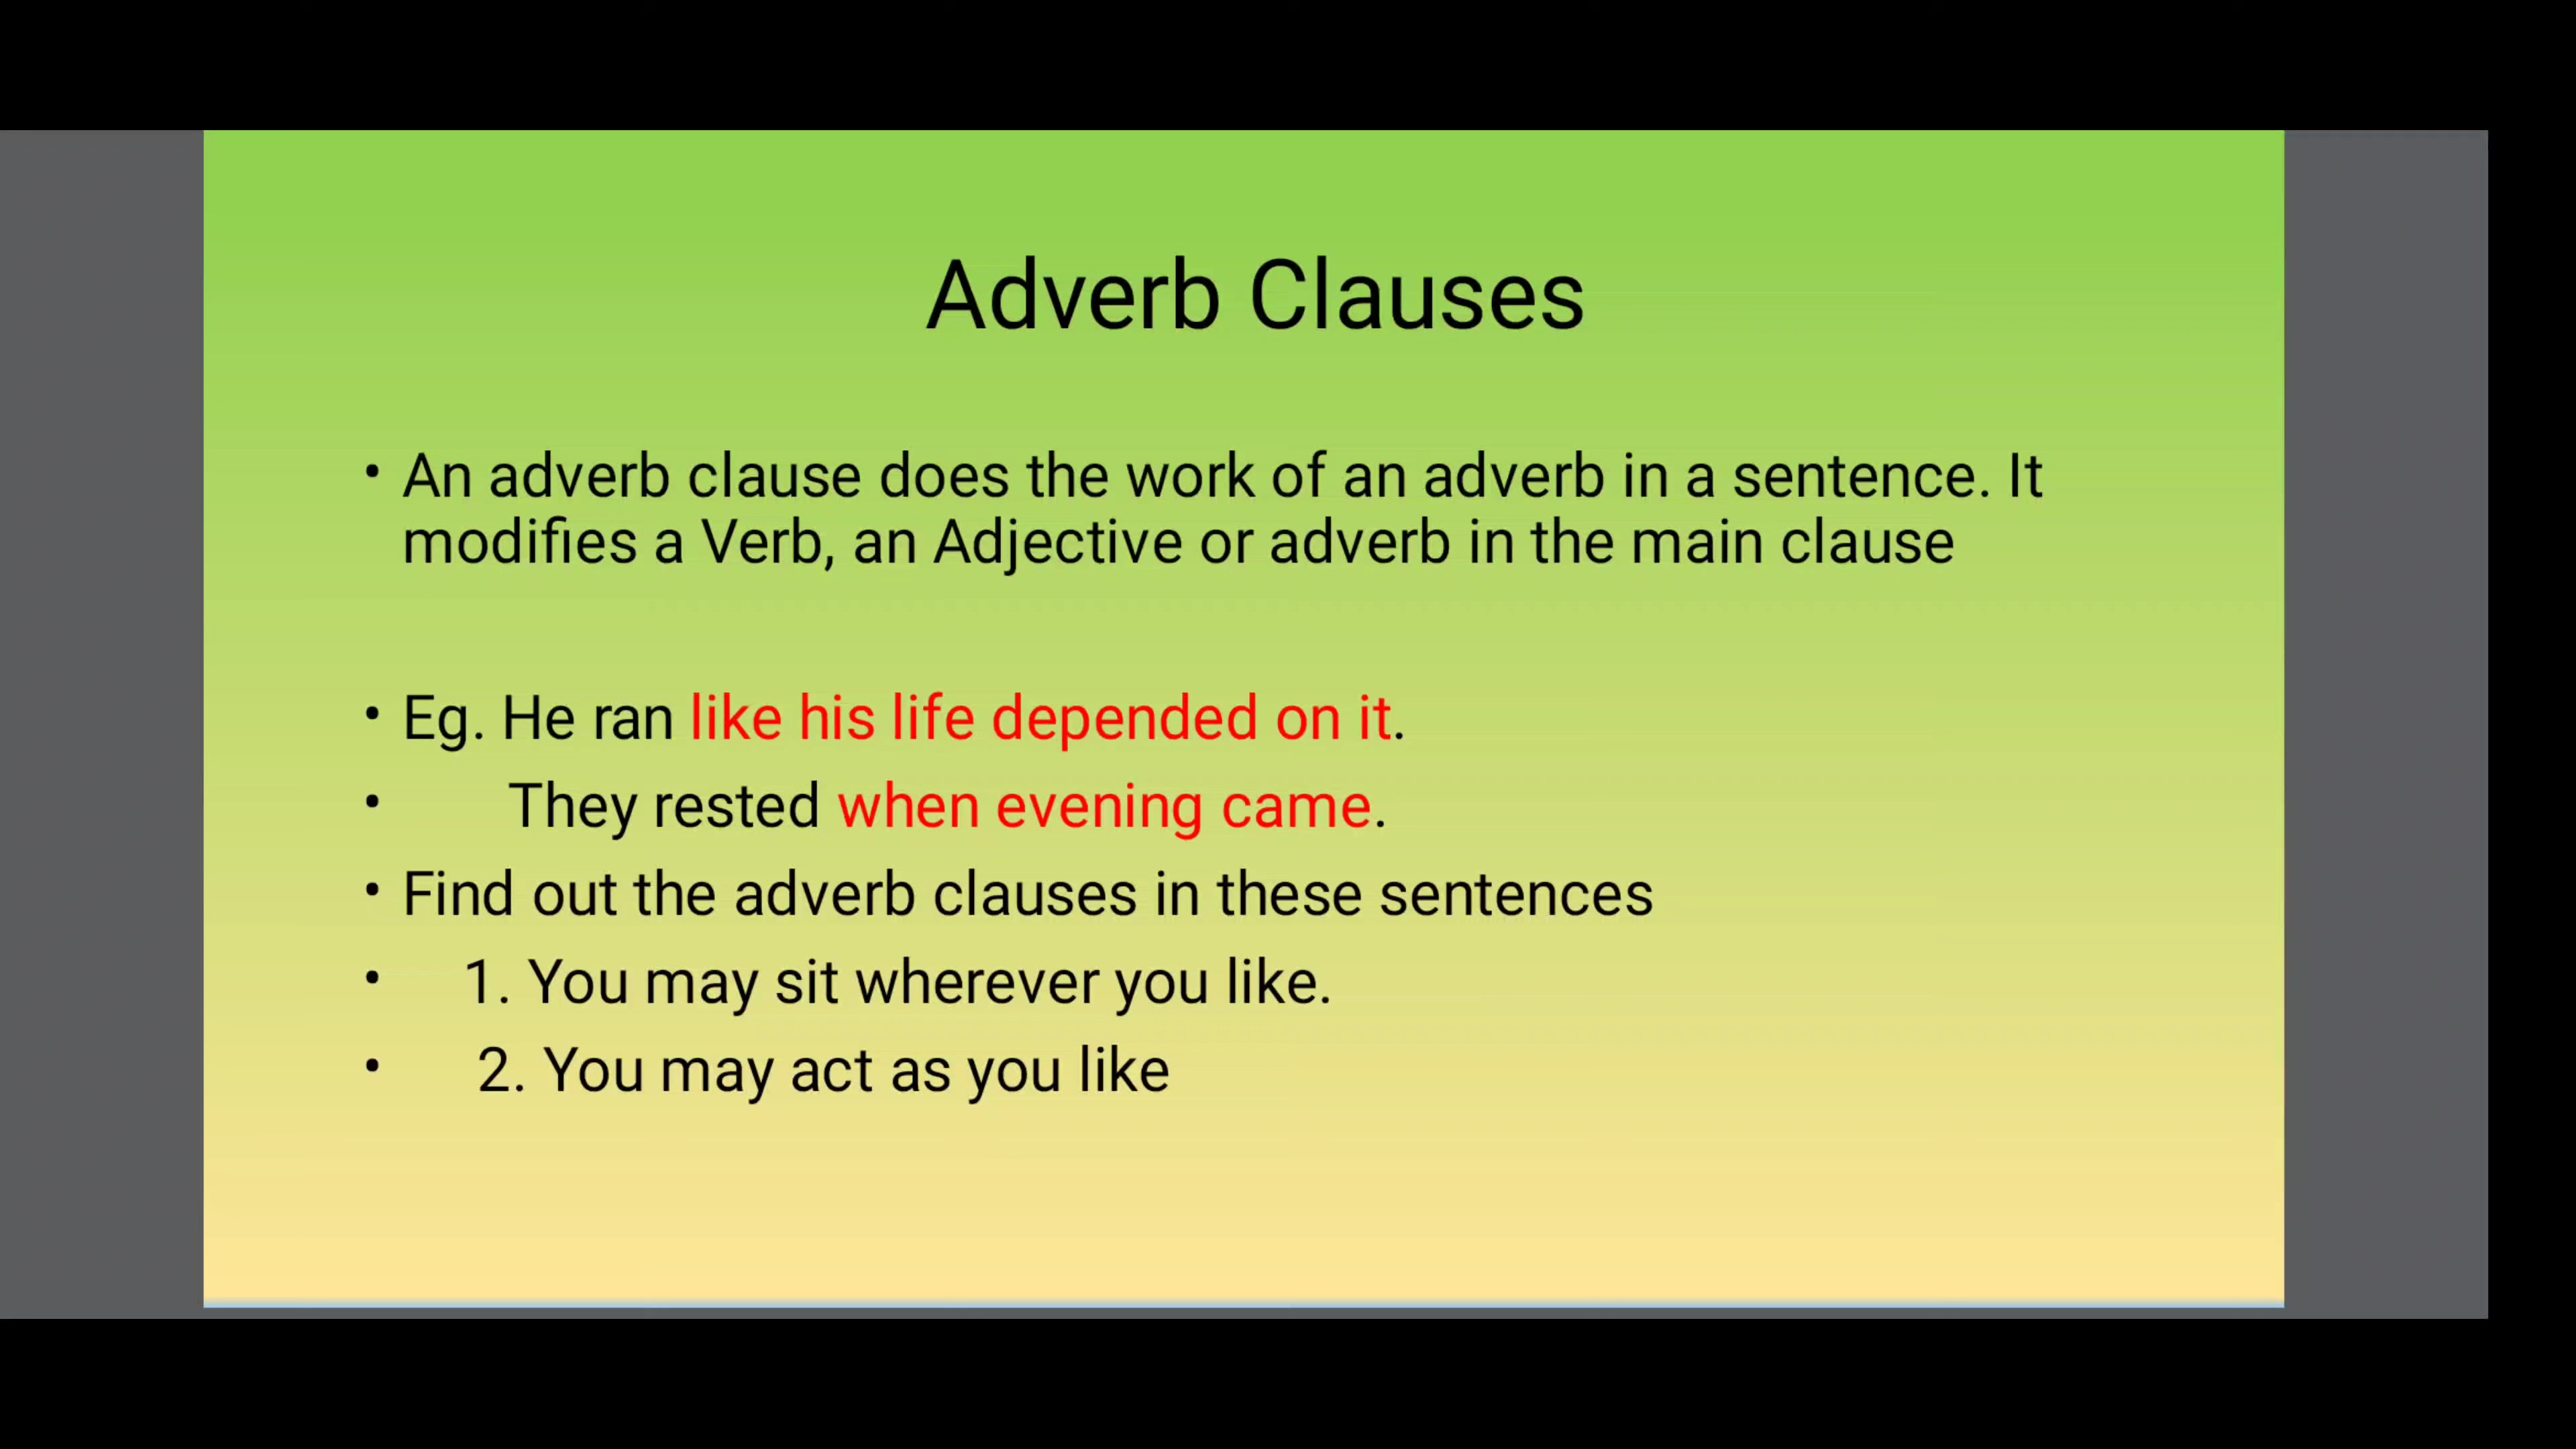 Adverb Clauses
• An adverb clause does the work of an adverb in a sentence. It
modifies a Verb, an Adjective or adverb in the main clause
• Eg. He ran like his life depended on it.
• They rested when evening came.
• Find out the adverb clauses in these sentences
• 1. You may sit wherever you like.
• 2. You may act as you like